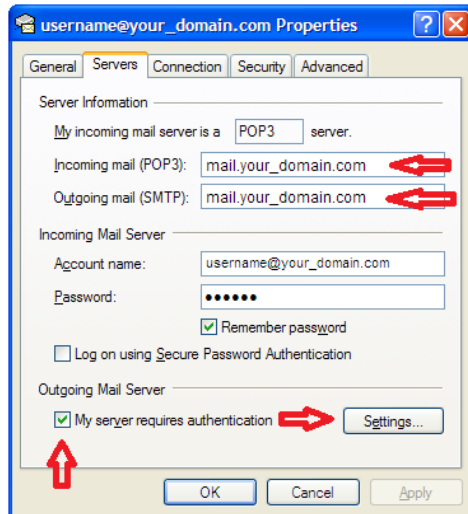 username@your_domain.com Properties
General Servers Connection Security Advanced
Server Information
My incoming mail server is a POP3 server.
Incoming mail (POP3): mail.your_domain.com
Outgoing mail (SMTP): mail.your_domain.com
Incoming Mail Server
Account name: username@your_domain.com
Password: ••••••
Remember password
Log on using Secure Password Authentication
Outgoing Mail Server
My server requires authentication Settings...
OK Cancel Apply